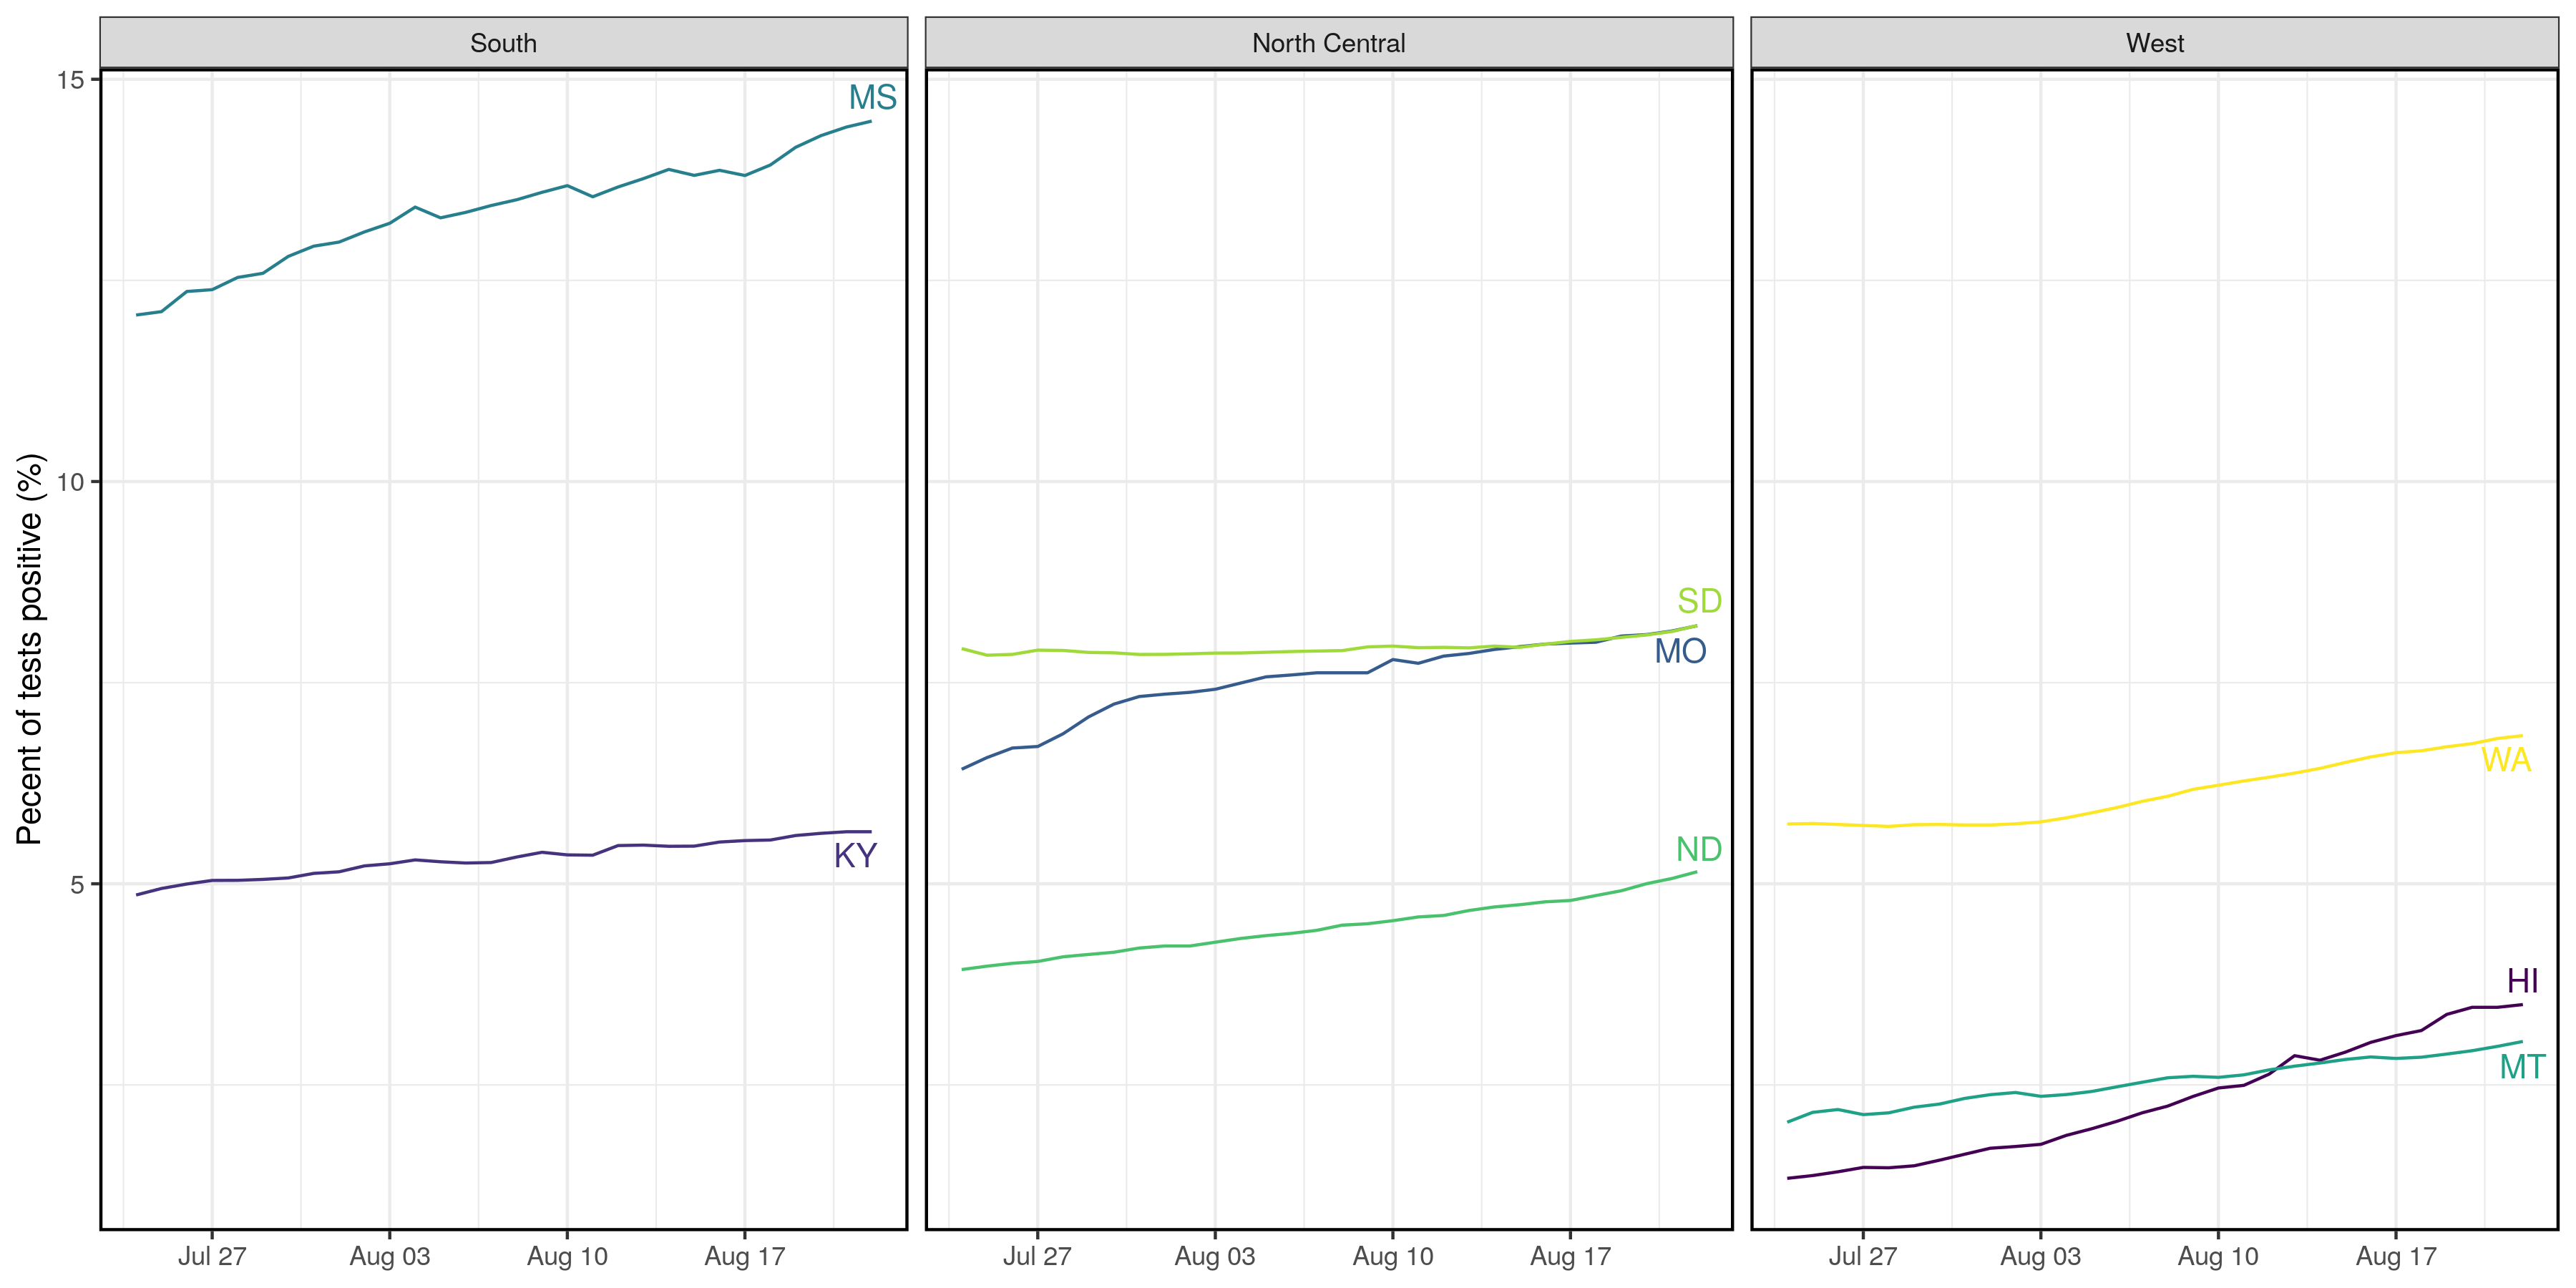 South
North Central
West
Pecent of tests positive (%)
15
10
5
MS
KY
SD
MO
ND
WA
HI
MT
Jul 27
Aug 03
Aug 10
Aug 17
Jul 27
Aug 03
Aug 10
Aug 17
Jul 27
Aug 03
Aug 10
Aug 17